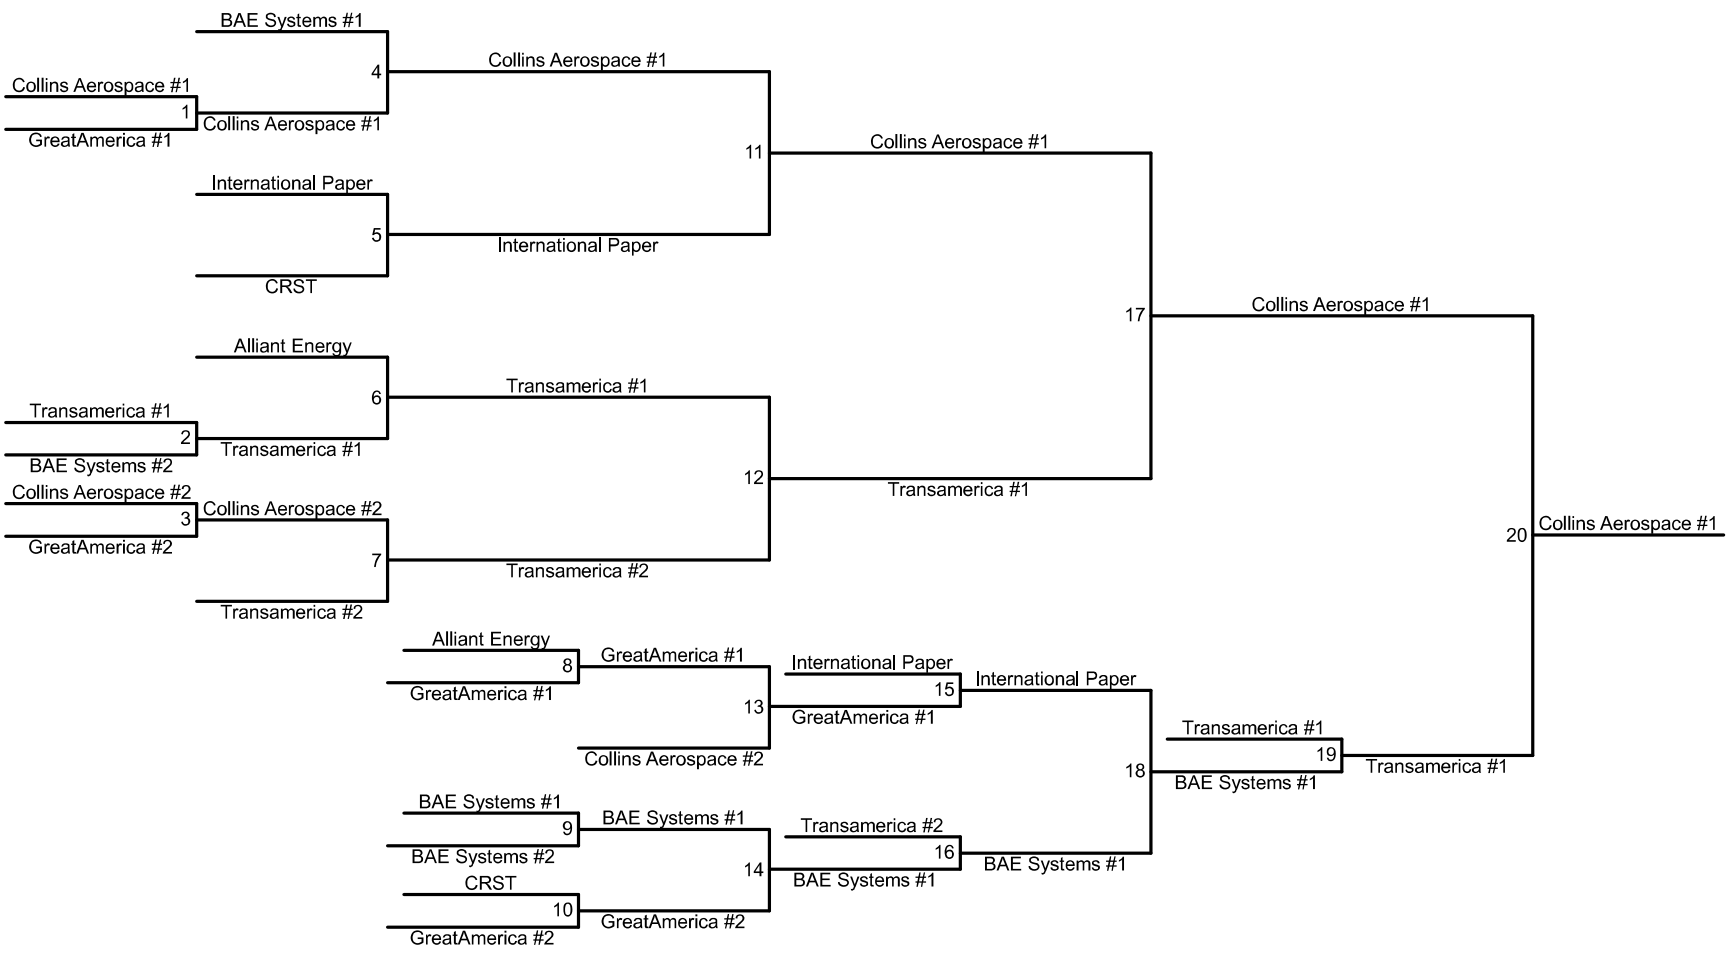 BAE Systems #1
4
Collins Aerospace #1
Collins Aerospace #1
1
Collins Aerospace #1
GreatAmerica #1
11
Collins Aerospace #1
International Paper
5
International Paper
CRST
17
Collins Aerospace #1
Alliant Energy
6
Transamerica #1
Transamerica #1
2
Transamerica #1
BAE Systems #2
12
Transamerica #1
Collins Aerospace #2
3
Collins Aerospace #2
GreatAmerica #2
7
Transamerica #2
Transamerica #2
20
Collins Aerospace #1
Alliant Energy
8
GreatAmerica #1
GreatAmerica #1
International Paper
15
International Paper
13
GreatAmerica #1
Collins Aerospace #2
Transamerica #1
19
Transamerica #1
18
BAE Systems #1
BAE Systems #1
9
BAE Systems #1
BAE Systems #2
Transamerica #2
16
BAE Systems #1
14
BAE Systems #1
CRST
10
GreatAmerica #2
GreatAmerica #2